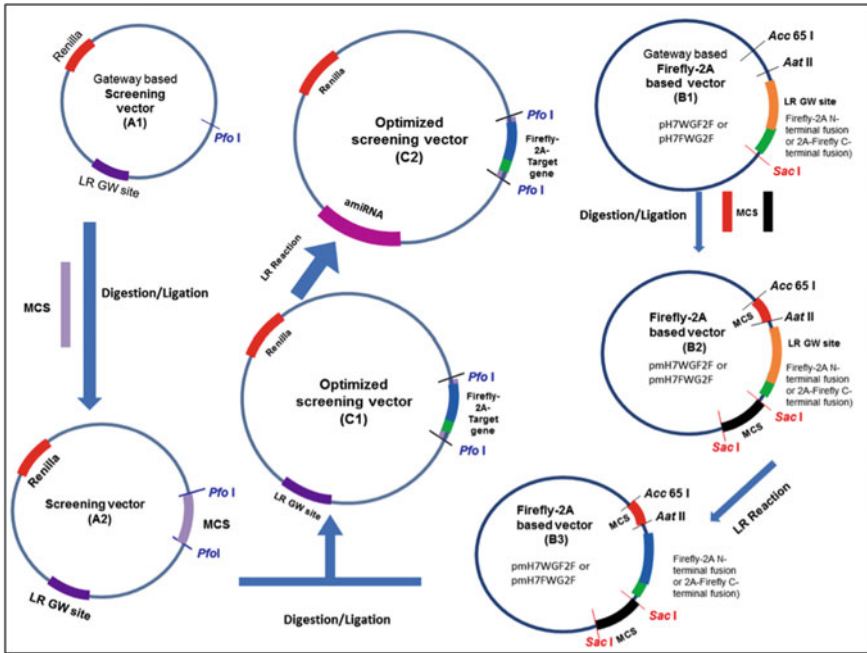 Renilla
Gateway based
Screening
vector
(A1)
Pfo I
LR GW site
MCS
Digestion/Ligation
Renilla
Screening vector
(A2)
Pfo I
MCS
PfoI
LR GW site
Renilla
Optimized
screening vector
(C2)
Pfo I
Firefly-
2A-
Target
gene
Pfo I
amiRNA
LR Reaction
Renilla
Optimized
screening vector
(C1)
Pfo I
Firefly-
2A-
Target
gene
Pfo I
LR GW site
Digestion/Ligation
Acc 65 I
Aat II
Gateway based
Firefly-2A
based vector
(B1)
pH7WGF2F or
pH7FWG2F
LR GW site
Firefly-2A N-
terminal fusion
or 2A-Firefly C-
terminal fusion)
Sac I
Digestion/Ligation
MCS
Acc 65 I
MCS
Aat II
Firefly-2A
based vector
(B2)
pmH7WGF2F or
pmH7FWG2F
LR GW site
Firefly-2A N-
terminal fusion
or 2A-Firefly C-
terminal fusion)
Sac I
MCS
Sac I
LR Reaction
Acc 65 I
MCS
Aat II
Firefly-2A
based vector
(B3)
pmH7WGF2F or
pmH7FWG2F
Firefly-2A N-
terminal fusion
or 2A-Firefly C-
terminal fusion)
Sac I
Sac I
MCS